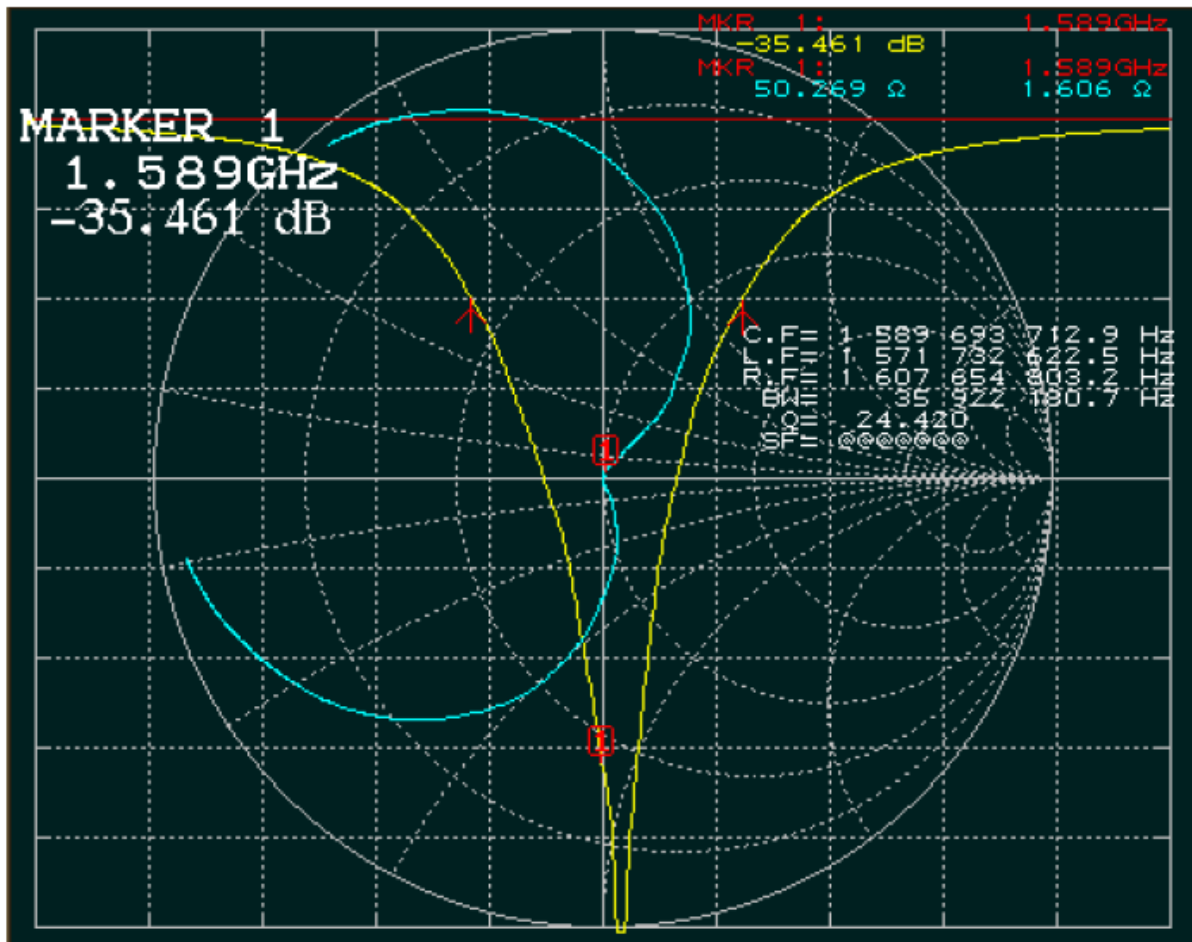 MKR 1: 1.589GHz
-35.461 dB
MKR 1: 1.589GHz
50.269 Ω 1.606 Ω
MARKER 1
1.589GHz
-35.461 dB
C.F= 1 589 693 712.9 Hz
L.F= 1 571 732 622.5 Hz
R.F= 1 607 654 803.2 Hz
BW= 35 922 180.7 Hz
Q= 24.420
SF= @@@@@@@
1
1